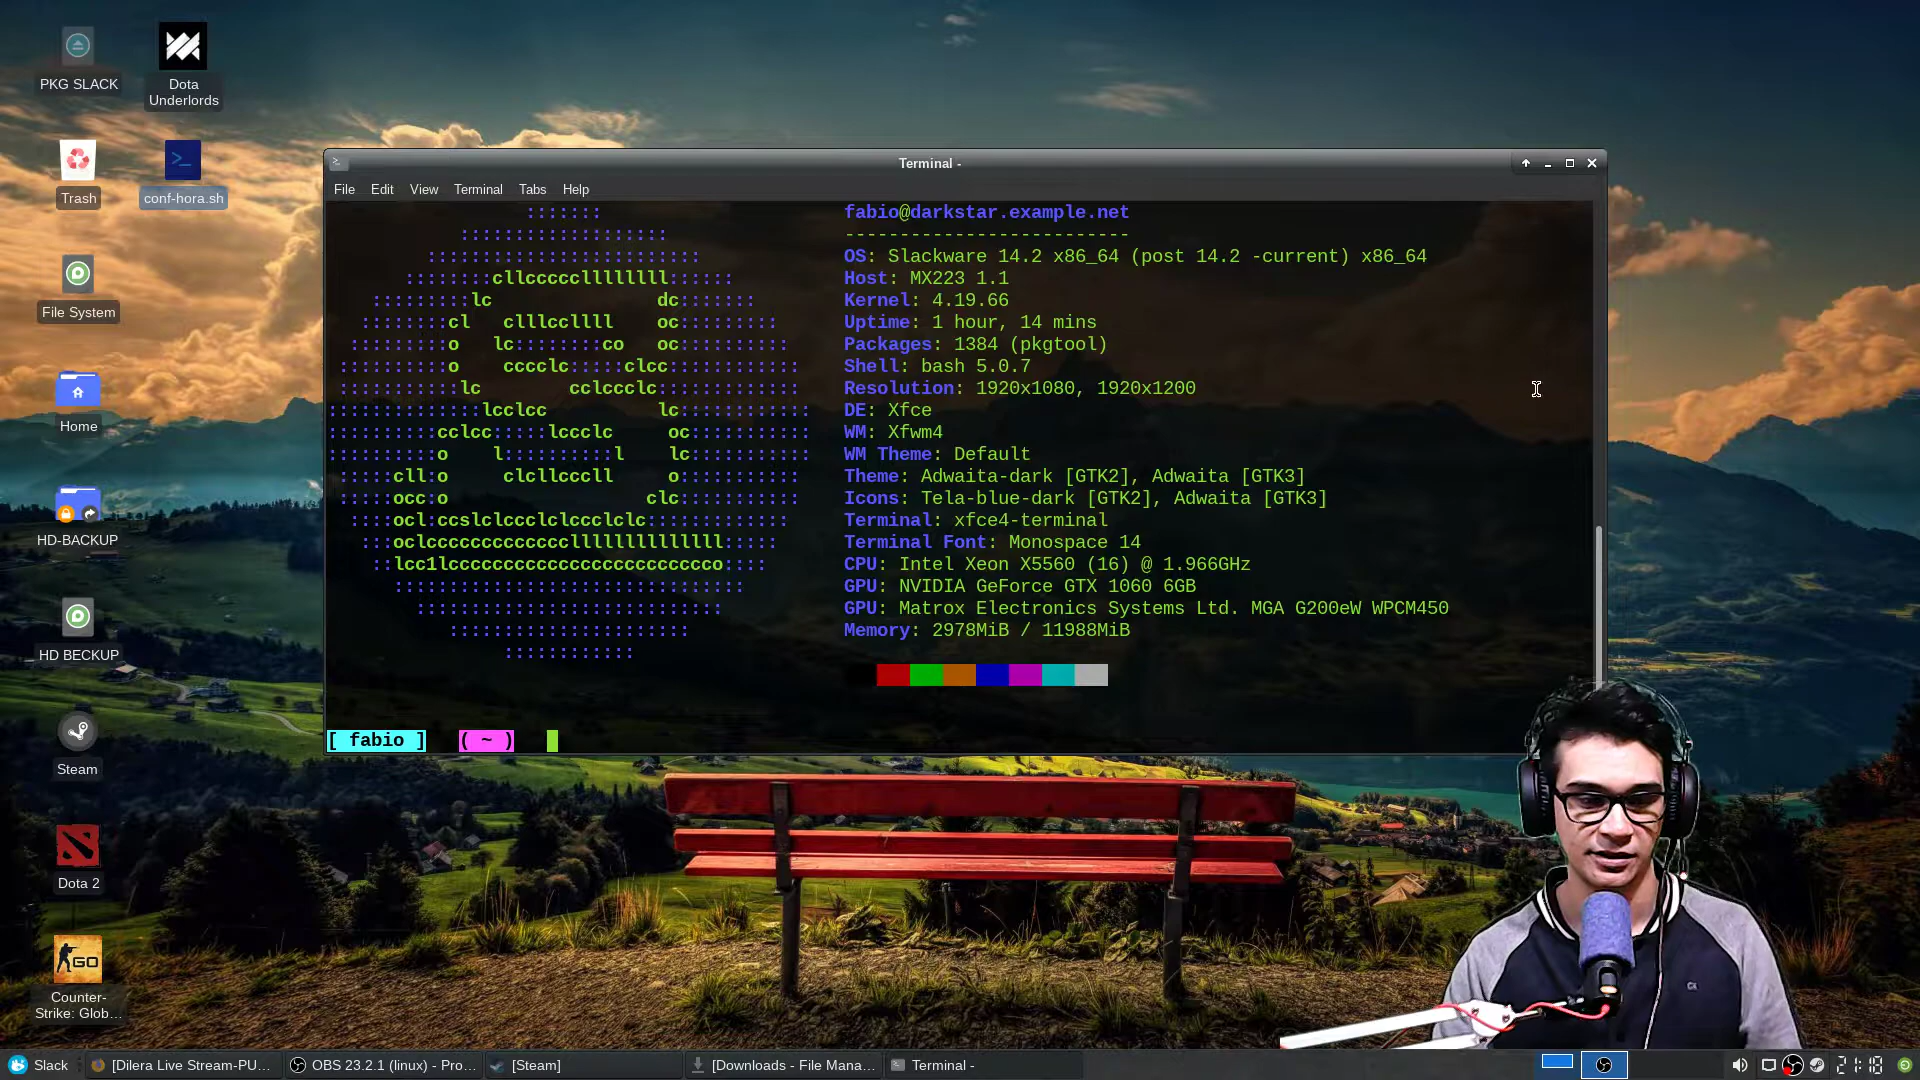 PKG SLACK
Dota
Underlords
Trash
conf-hora.sh
File System
Home
HD-BACKUP
HD BECKUP
Steam
Dota 2
Counter-
Strike: Glob…
Terminal -
File Edit View Terminal Tabs Help
fabio@darkstar.example.net
--------------------------
OS: Slackware 14.2 x86_64 (post 14.2 -current) x86_64
Host: MX223 1.1
Kernel: 4.19.66
Uptime: 1 hour, 14 mins
Packages: 1384 (pkgtool)
Shell: bash 5.0.7
Resolution: 1920x1080, 1920x1200
DE: Xfce
WM: Xfwm4
WM Theme: Default
Theme: Adwaita-dark [GTK2], Adwaita [GTK3]
Icons: Tela-blue-dark [GTK2], Adwaita [GTK3]
Terminal: xfce4-terminal
Terminal Font: Monospace 14
CPU: Intel Xeon X5560 (16) @ 1.966GHz
GPU: NVIDIA GeForce GTX 1060 6GB
GPU: Matrox Electronics Systems Ltd. MGA G200eW WPCM450
Memory: 2978MiB / 11988MiB
[ fabio ] ( ~ )
Slack
[Dilera Live Stream-PU…
OBS 23.2.1 (linux) - Pro…
[Steam]
[Downloads - File Mana…
Terminal -
21:18